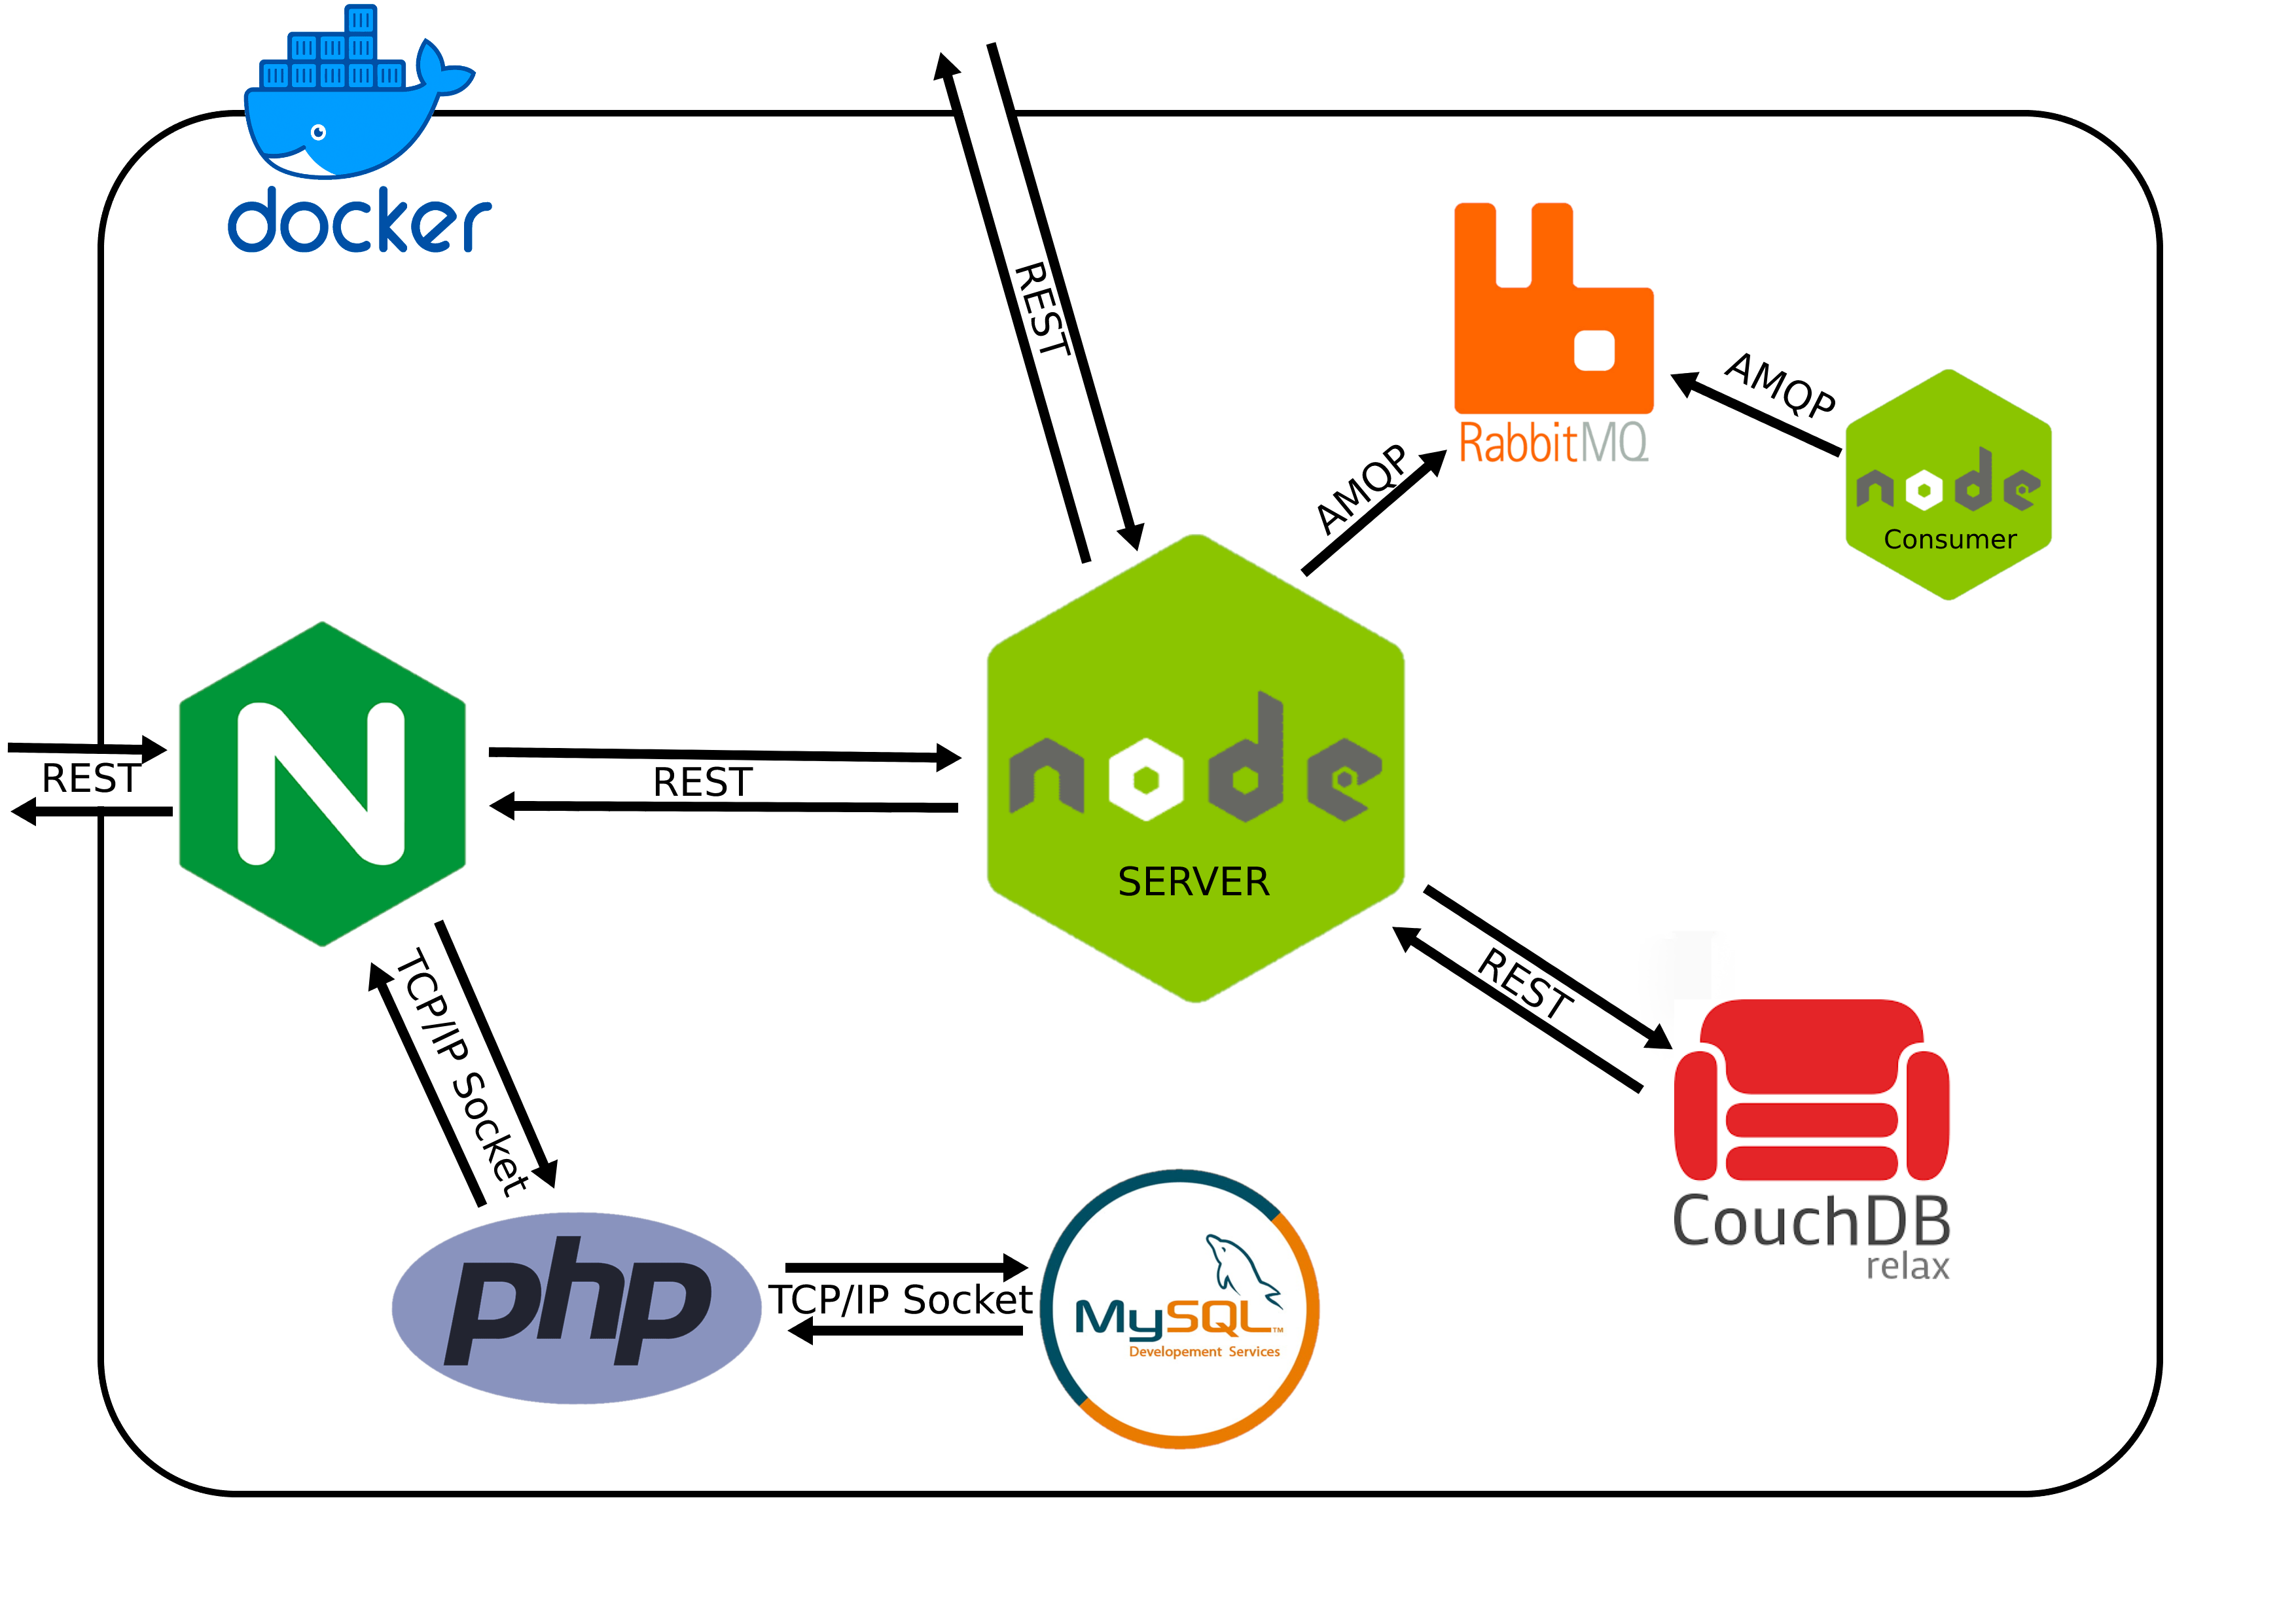 docker
REST
RabbitMQ
AMQP
AMQP
node
Consumer
N
REST
REST
node
SERVER
TCP/IP Socket
REST
CouchDB
relax
php
TCP/IP Socket
MySQL™
Developement Services